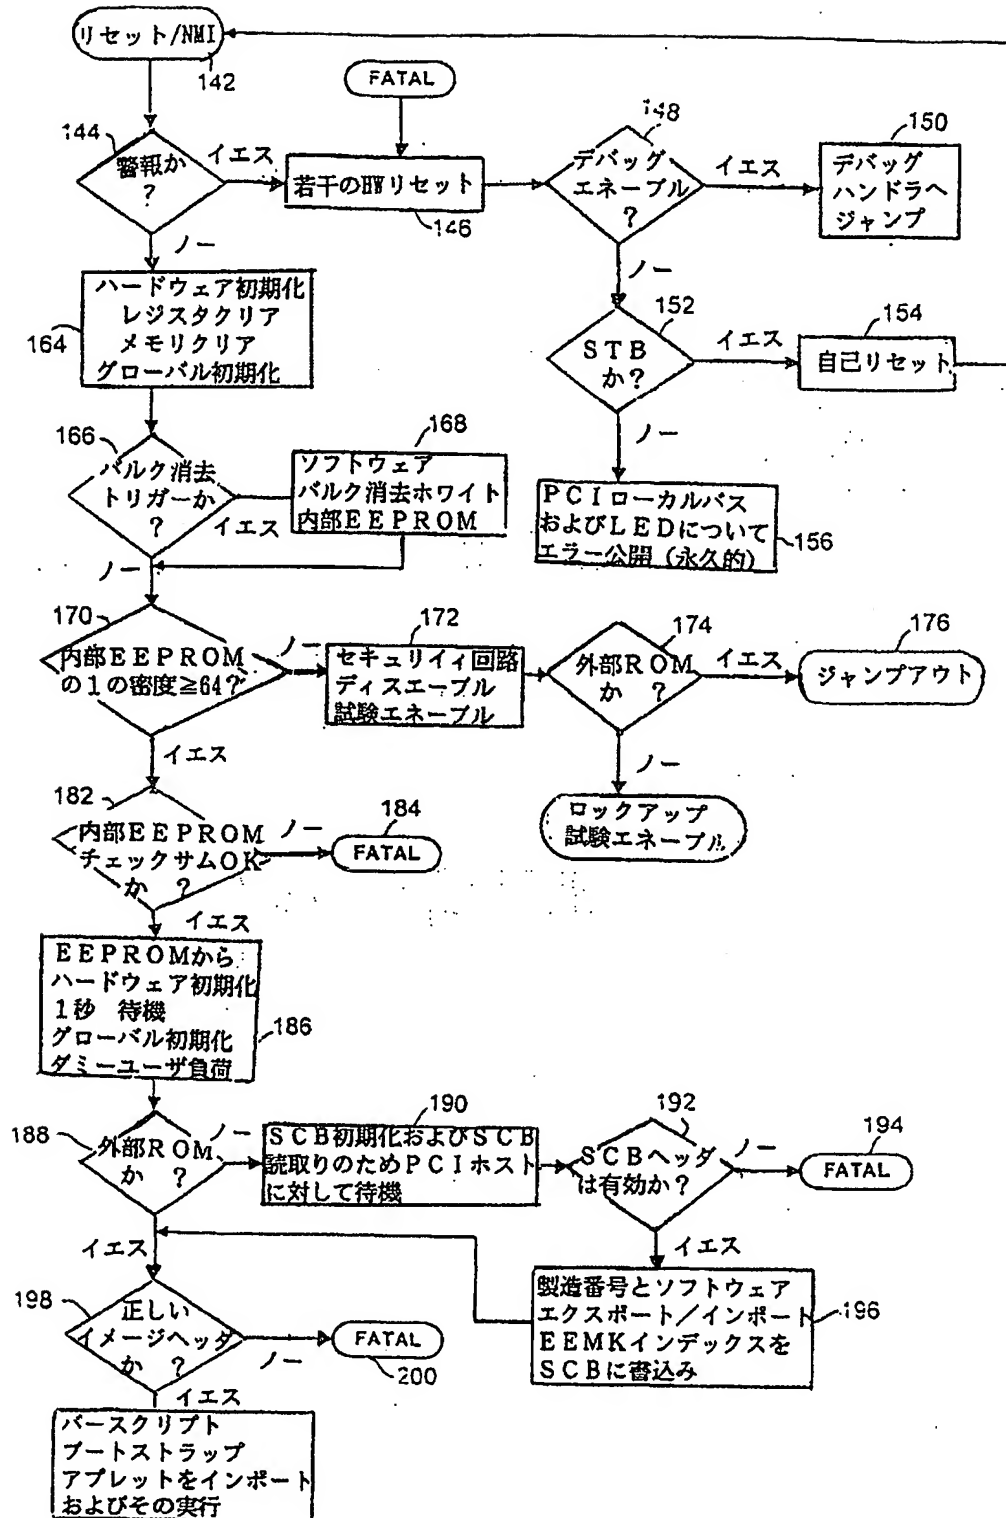 リセット/NMI
142
FATAL
144
警報か
?
イエス
若干のHWリセット
146
148
デバッグ
エネーブル
?
イエス
150
デバッグ
ハンドラへ
ジャンプ
ノー
ノー
164
ハードウェア初期化
レジスタクリア
メモリクリア
グローバル初期化
152
STB
か?
イエス
154
自己リセット
ノー
166
バルク消去
トリガーか
?
イエス
168
ソフトウェア
バルク消去ホワイト
内部EEPROM
PCIローカルバス
およびLEDについて
エラー公開(永久的)
156
ノー
170
内部EEPROM
の1の密度≧64?
ノー
172
セキュリィィ回路
ディスエーブル
試験エネーブル
174
外部ROM
か ?
イエス
176
ジャンプアウト
イエス
ノー
ロックアップ
試験エネーブル
182
内部EEPROM
チェックサムOK
か ?
ノー
184
FATAL
イエス
EEPROMから
ハードウェア初期化
1秒 待機
グローバル初期化
ダミーユーザ負荷
186
188
外部ROM
か ?
ノー
190
SCB初期化およびSCB
読取りのためPCIホスト
に対して待機
192
SCBヘッダ
は有効か?
ノー
194
FATAL
イエス
イエス
製造番号とソフトウェア
エクスポート/インポート
EEMKインデックスを
SCBに書込み
196
198
正しい
イメージヘッダ
か ?
ノー
FATAL
200
イエス
バースクリプト
ブートストラップ
アプレットをインポート
およびその実行